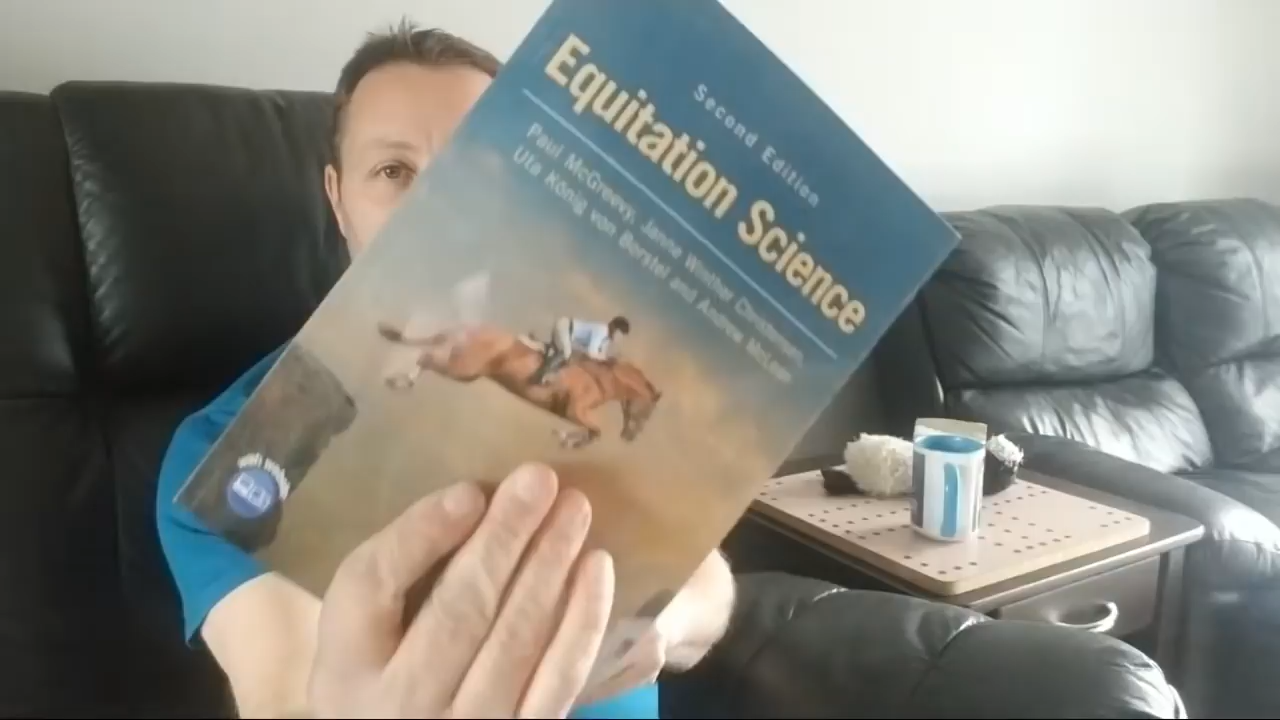 Second Edition
Equitation Science
Paul McGreevy, Janne Winther Christensen,
Uta König von Borstel and Andrew McLean